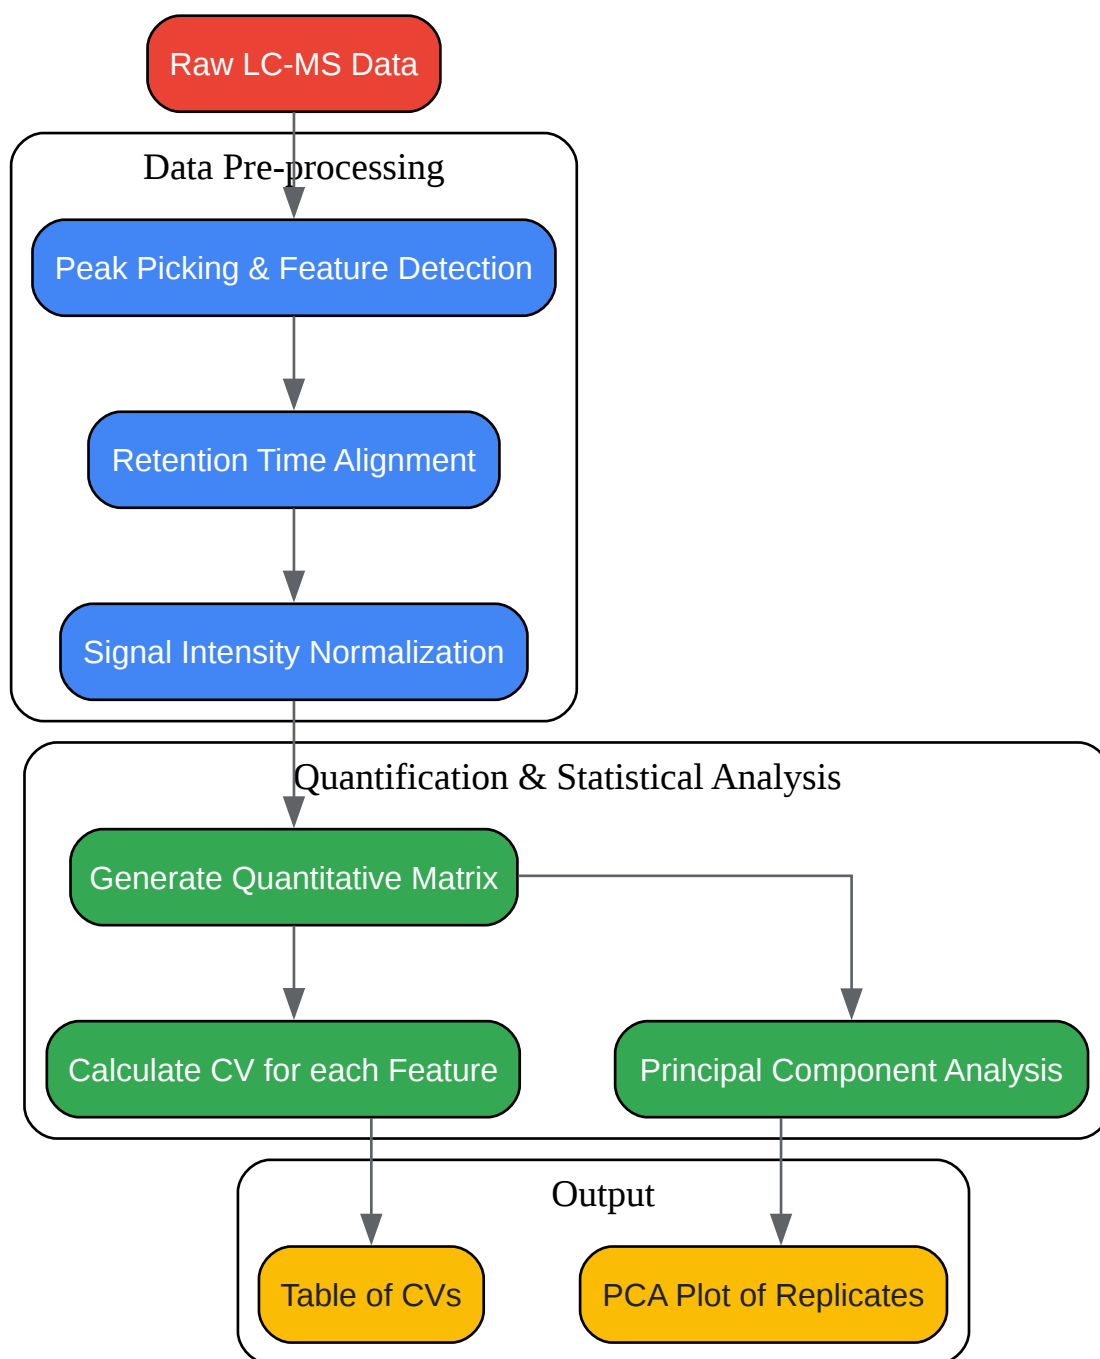 Raw LC-MS Data
Data Pre-processing
Peak Picking & Feature Detection
Retention Time Alignment
Signal Intensity Normalization
Quantification & Statistical Analysis
Generate Quantitative Matrix
Calculate CV for each Feature
Principal Component Analysis
Output
Table of CVs
PCA Plot of Replicates